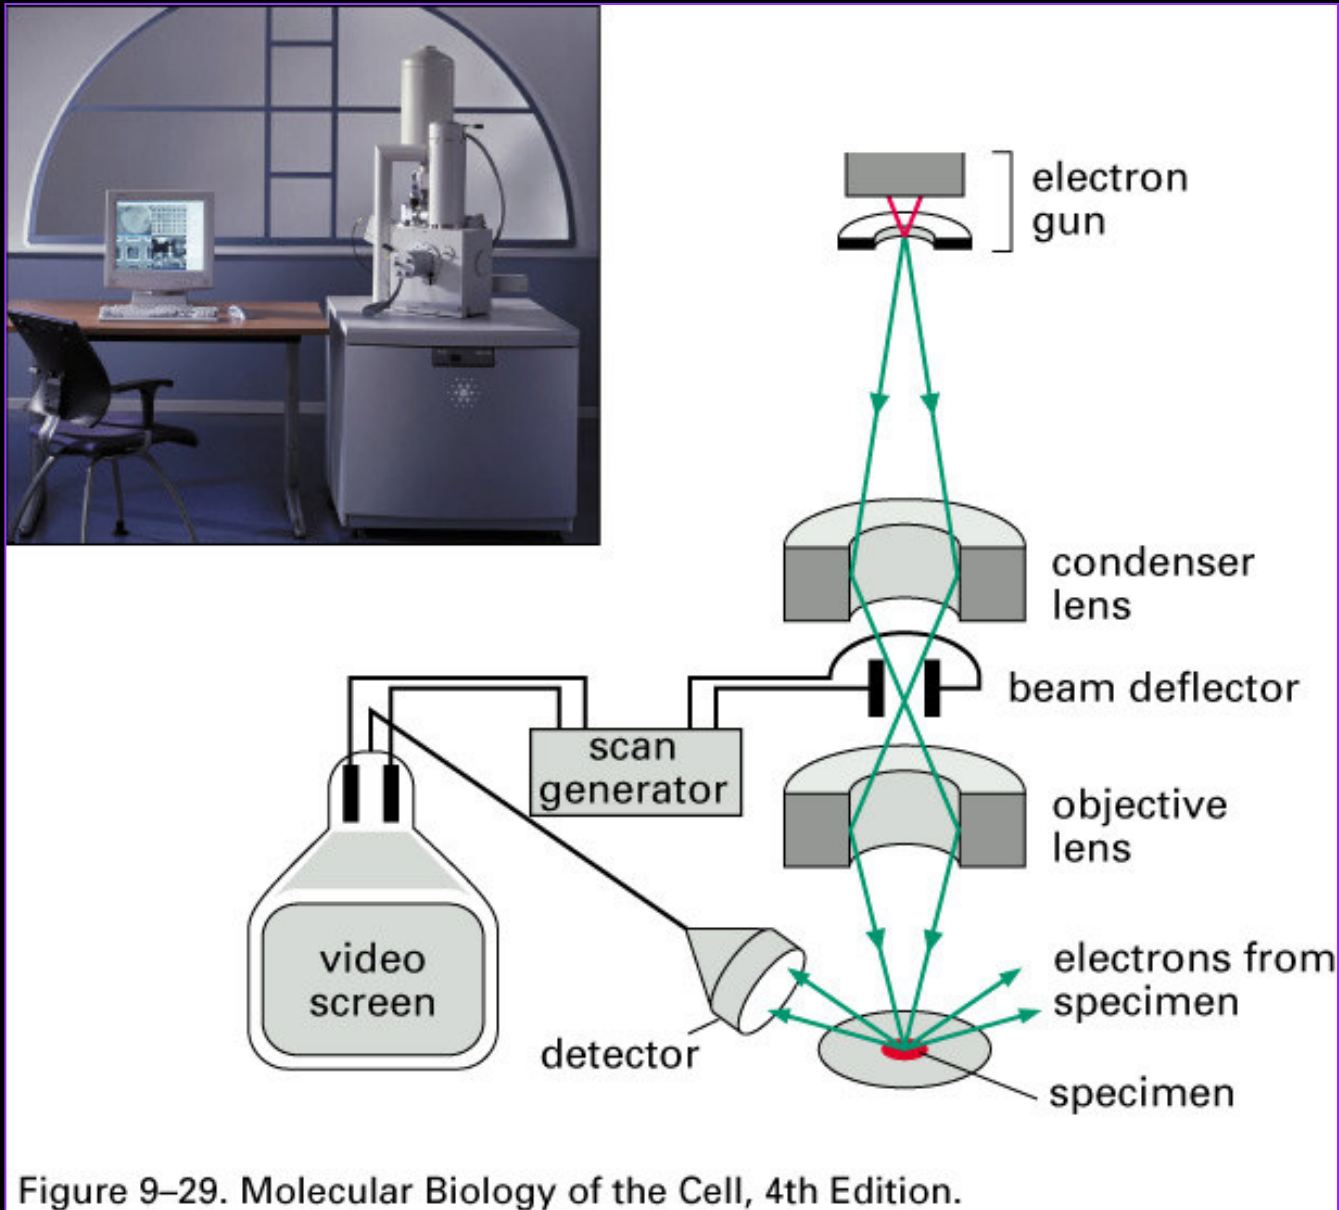 electron
gun
condenser
lens
beam deflector
scan
generator
objective
lens
video
screen
electrons from
specimen
detector
specimen
Figure 9–29. Molecular Biology of the Cell, 4th Edition.